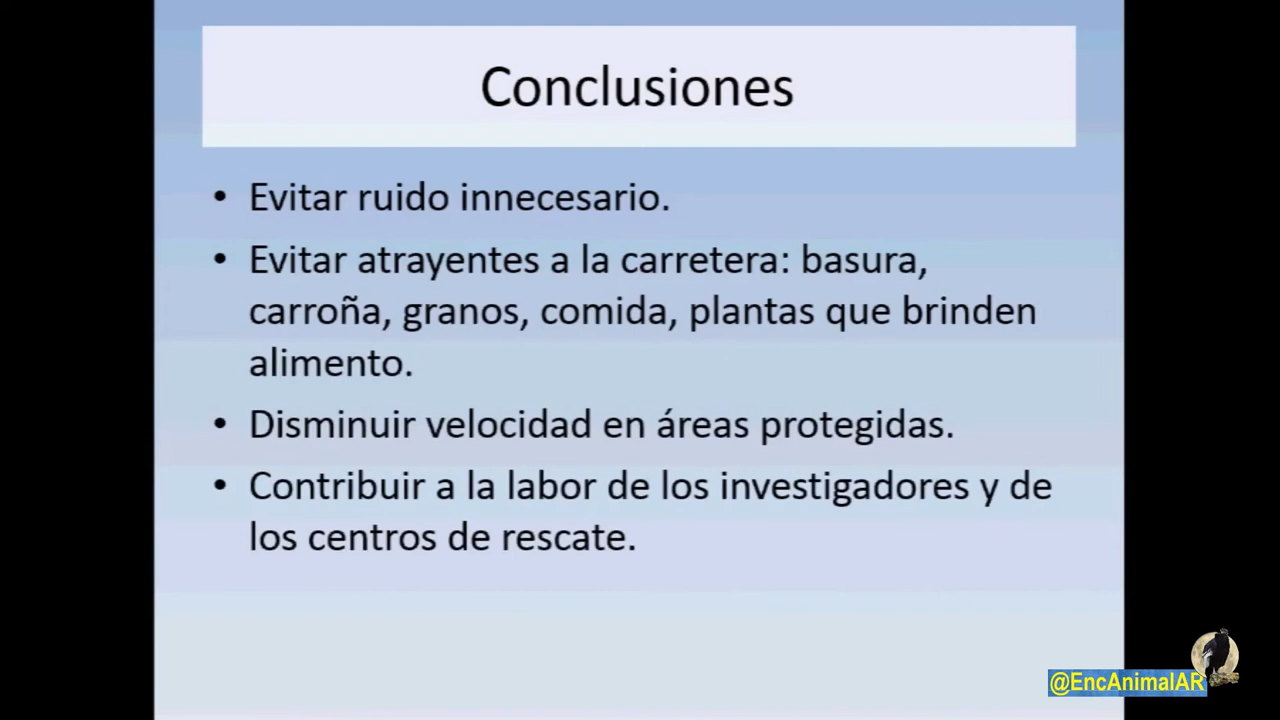 Conclusiones
• Evitar ruido innecesario.
• Evitar atrayentes a la carretera: basura,
carroña, granos, comida, plantas que brinden
alimento.
• Disminuir velocidad en áreas protegidas.
• Contribuir a la labor de los investigadores y de
los centros de rescate.
@EncAnimalAR